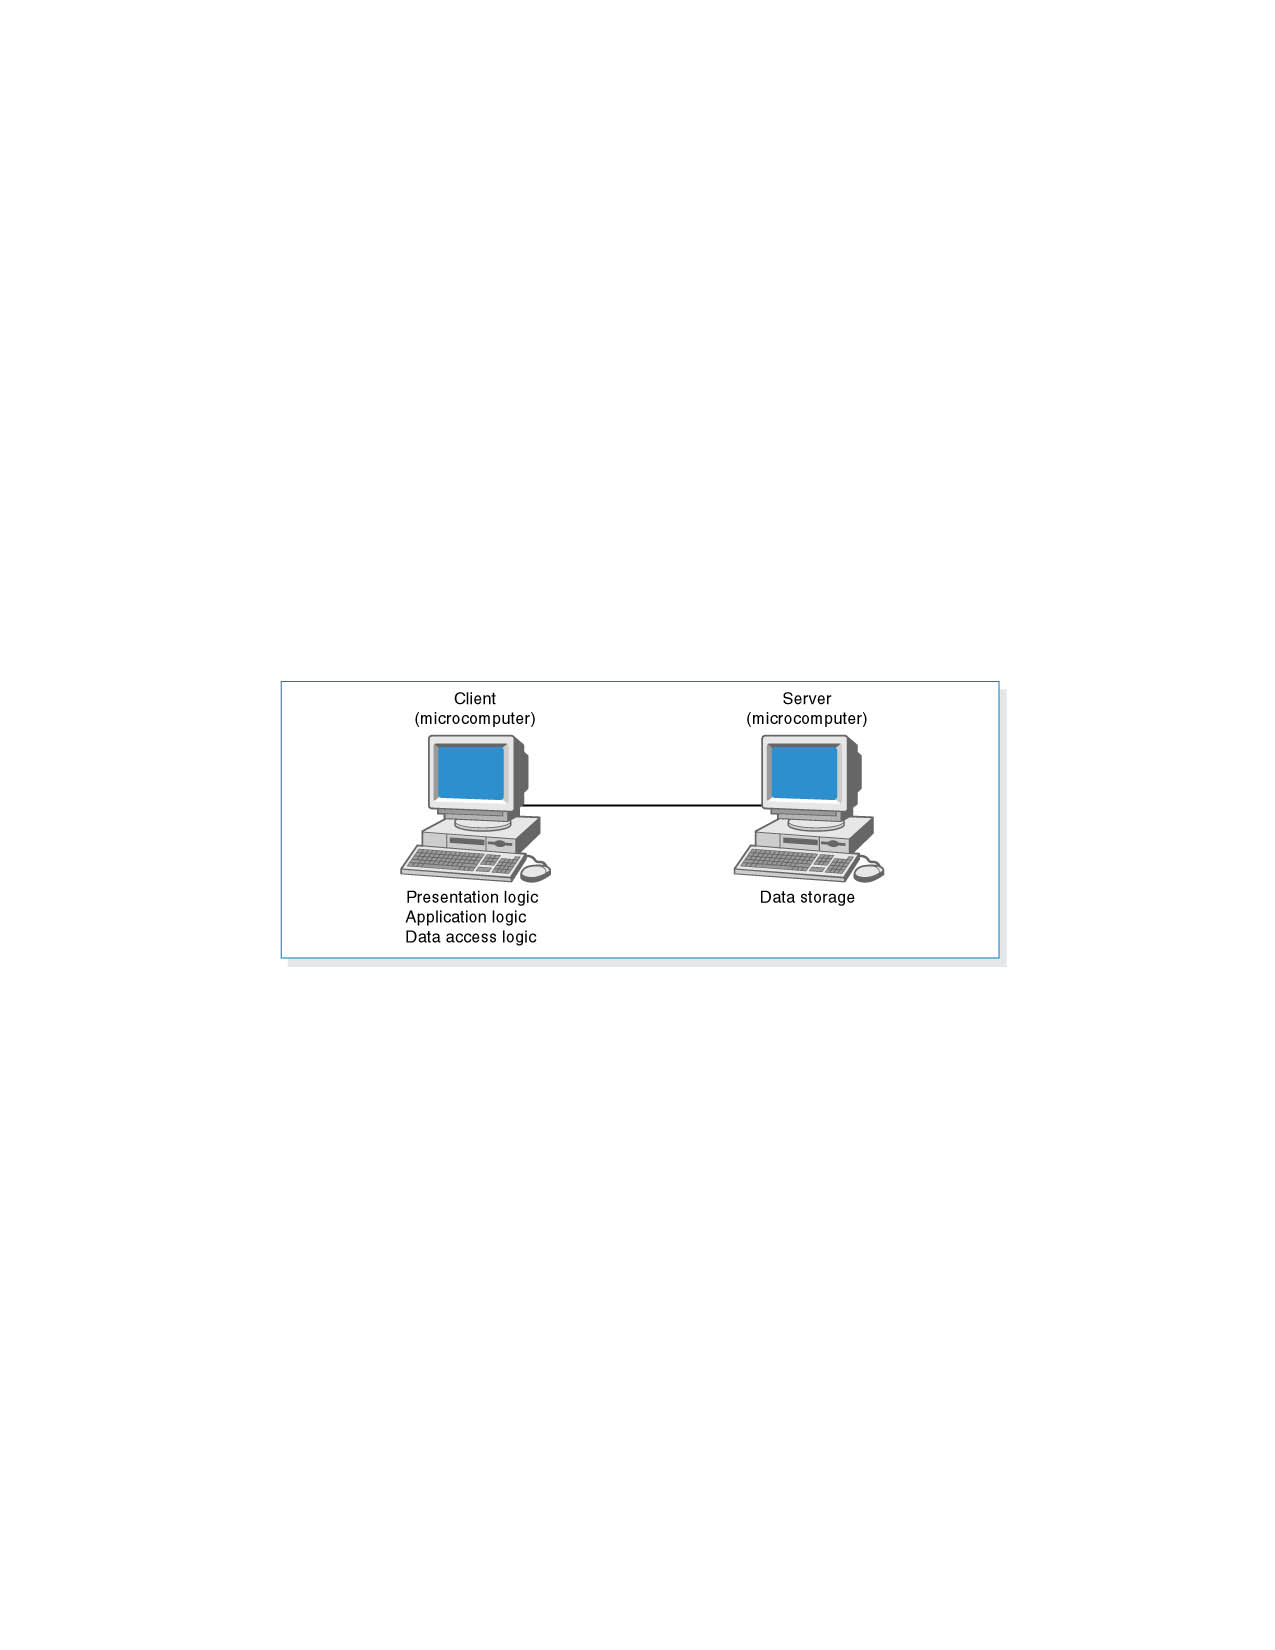 Client
(microcomputer)
Server
(microcomputer)
Presentation logic
Application logic
Data access logic
Data storage